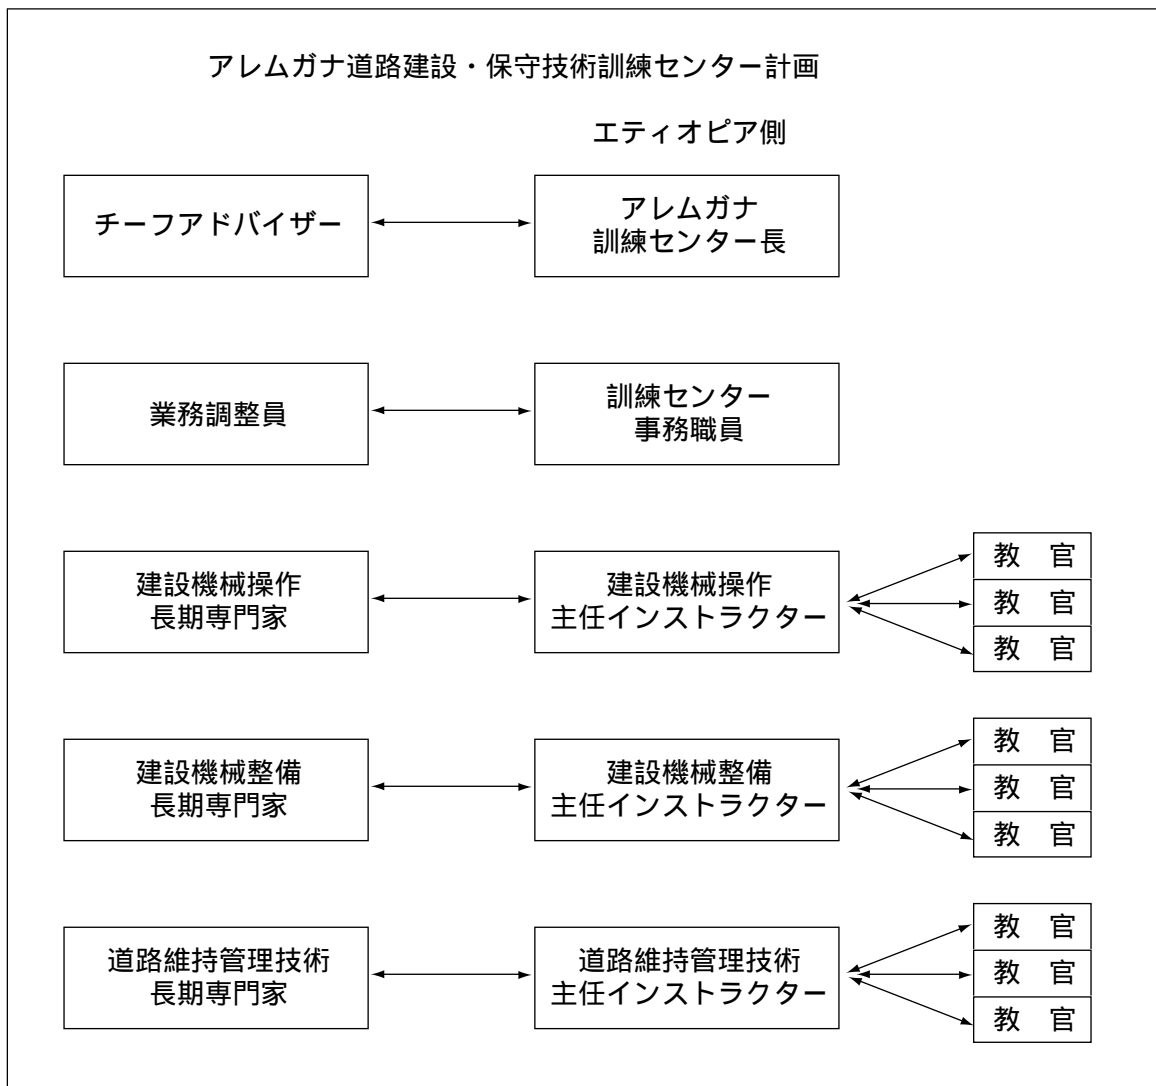 アレムガナ道路建設・保守技術訓練センター計画
エティオピア側
チーフアドバイザー
アレムガナ
訓練センター長
業務調整員
訓練センター
事務職員
建設機械操作
長期専門家
建設機械操作
主任インストラクター
教　官
教　官
教　官
建設機械整備
長期専門家
建設機械整備
主任インストラクター
教　官
教　官
教　官
道路維持管理技術
長期専門家
道路維持管理技術
主任インストラクター
教　官
教　官
教　官